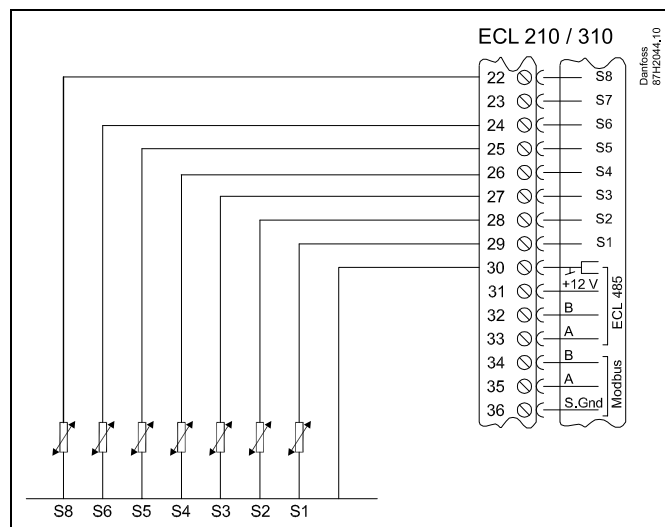 ECL 210 / 310
Danfoss
87H2044.10
22 S8
23 S7
24 S6
25 S5
26 S4
27 S3
28 S2
29 S1
30
31 +12 V
32 B
33 A
34 B
35 A
36 S.Gnd
ECL 485
Modbus
S8 S6 S5 S4 S3 S2 S1